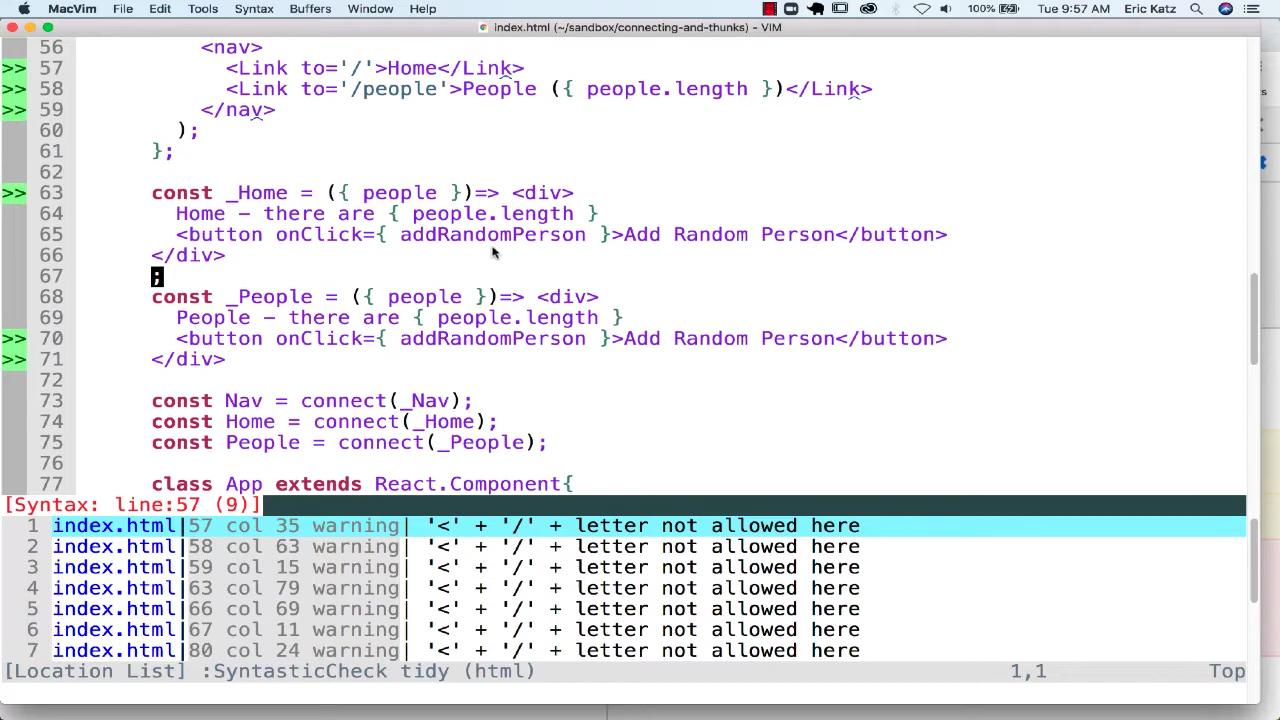 MacVim File Edit Tools Syntax Buffers Window Help 100% Tue 9:57 AM Eric Katz
index.html (~/sandbox/connecting-and-thunks) - VIM
56 <nav>
>> 57 <Link to='/'>Home</Link>
>> 58 <Link to='/people'>People ({ people.length })</Link>
>> 59 </nav>
60 );
61 };
62
>> 63 const _Home = ({ people })=> <div>
64 Home - there are { people.length }
65 <button onClick={ addRandomPerson }>Add Random Person</button>
66 </div>
67 ;
68 const _People = ({ people })=> <div>
69 People - there are { people.length }
>> 70 <button onClick={ addRandomPerson }>Add Random Person</button>
>> 71 </div>
72
73 const Nav = connect(_Nav);
74 const Home = connect(_Home);
75 const People = connect(_People);
76
77 class App extends React.Component{
[Syntax: line:57 (9)]
1 index.html|57 col 35 warning| '<' + '/' + letter not allowed here
2 index.html|58 col 63 warning| '<' + '/' + letter not allowed here
3 index.html|59 col 15 warning| '<' + '/' + letter not allowed here
4 index.html|63 col 79 warning| '<' + '/' + letter not allowed here
5 index.html|66 col 69 warning| '<' + '/' + letter not allowed here
6 index.html|67 col 11 warning| '<' + '/' + letter not allowed here
7 index.html|80 col 24 warning| '<' + '/' + letter not allowed here
[Location List] :SyntasticCheck tidy (html) 1,1 Top